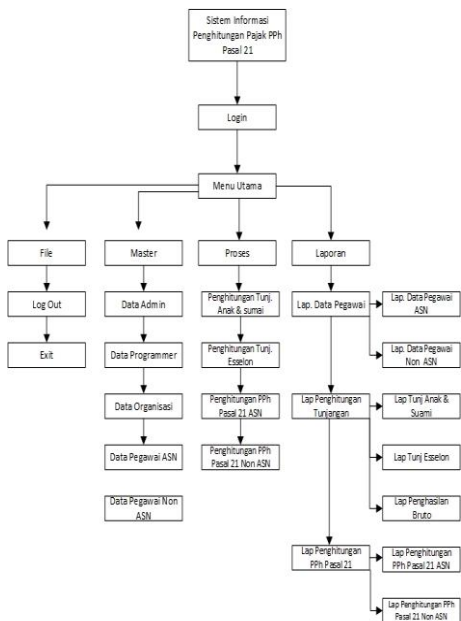 Sistem Informasi
Penghitungan Pajak PPh
Pasal 21
Login
Menu Utama
File
Master
Proses
Laporan
Log Out
Data Admin
Penghitungan Tunj.
Anak & sumai
Lap. Data Pegawai
Lap. Data Pegawai
ASN
Exit
Data Programmer
Penghitungan Tunj.
Esselon
Lap. Data Pegawai
Non ASN
Data Organisasi
Penghitungan PPh
Pasal 21 ASN
Lap Penghitungan
Tunjangan
Lap Tunj Anak &
Suami
Data Pegawai ASN
Penghitungan PPh
Pasal 21 Non ASN
Lap Tunj Esselon
Data Pegawai Non
ASN
Lap Penghasilan
Bruto
Lap Penghitungan
PPh Pasal 21
Lap Penghitungan
PPh Pasal 21 ASN
Lap Penghitungan PPh
Pasal 21 Non ASN